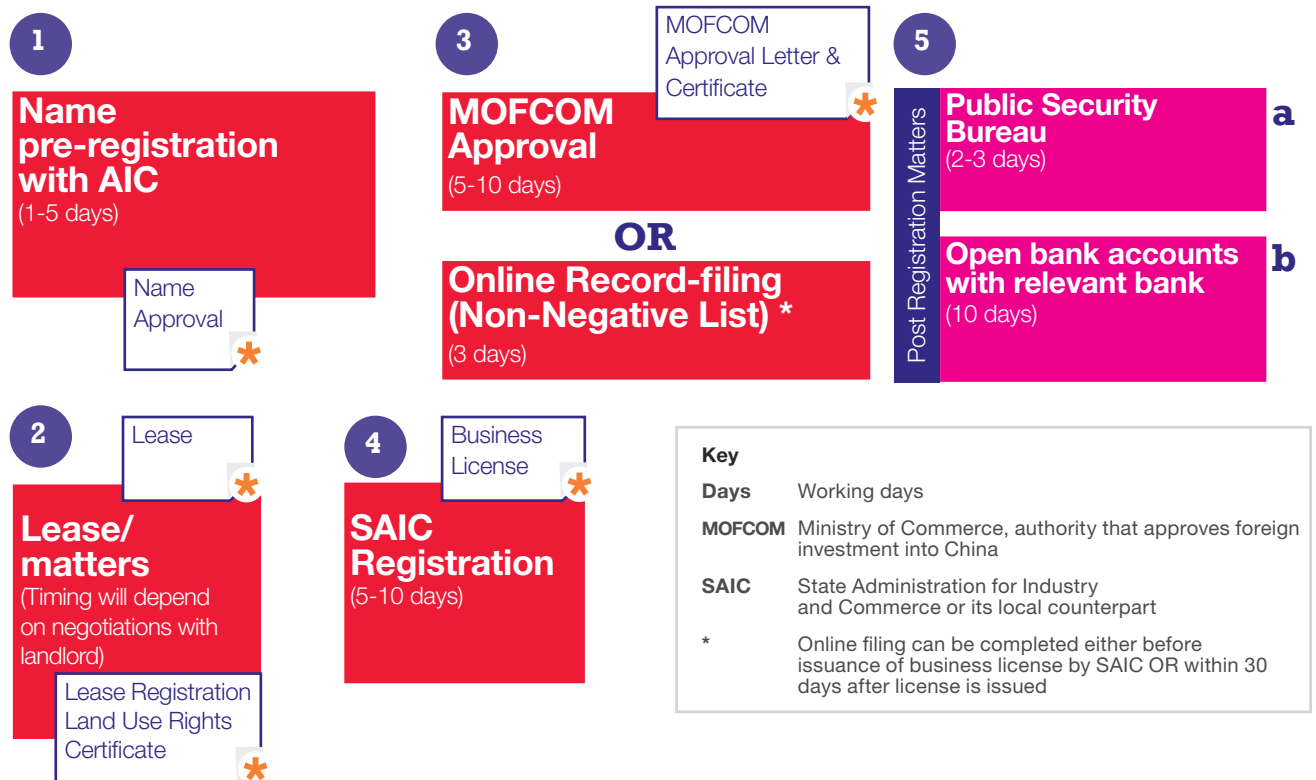 1
Name
pre-registration
with AIC
(1-5 days)
Name
Approval
*
2
Lease
*
Lease/
matters
(Timing will depend
on negotiations with
landlord)
Lease Registration
Land Use Rights
Certificate
*
3
MOFCOM
Approval Letter &
Certificate
*
MOFCOM
Approval
(5-10 days)
OR
Online Record-filing
(Non-Negative List) *
(3 days)
4
Business
License
*
SAIC
Registration
(5-10 days)
5
Post Registration Matters
Public Security
Bureau
(2-3 days)
a
Open bank accounts
with relevant bank
(10 days)
b
Key
Days Working days
MOFCOM Ministry of Commerce, authority that approves foreign
investment into China
SAIC State Administration for Industry
and Commerce or its local counterpart
* Online filing can be completed either before
issuance of business license by SAIC OR within 30
days after license is issued